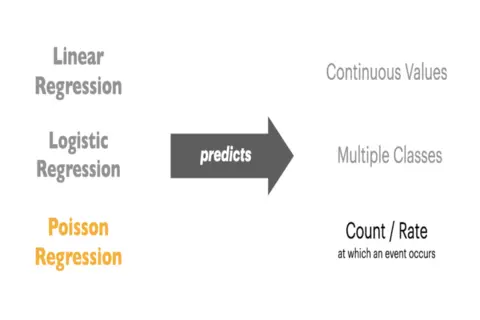 Linear
Regression
Continuous Values
Logistic
Regression
predicts
Multiple Classes
Poisson
Regression
Count / Rate
at which an event occurs